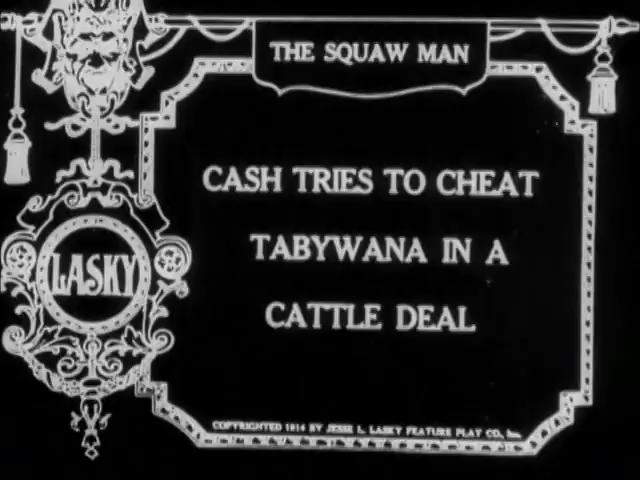 THE SQUAW MAN
CASH TRIES TO CHEAT
TABYWANA IN A
CATTLE DEAL
LASKY
COPYRIGHTED 1914 BY JESSE L. LASKY FEATURE PLAY CO., Inc.